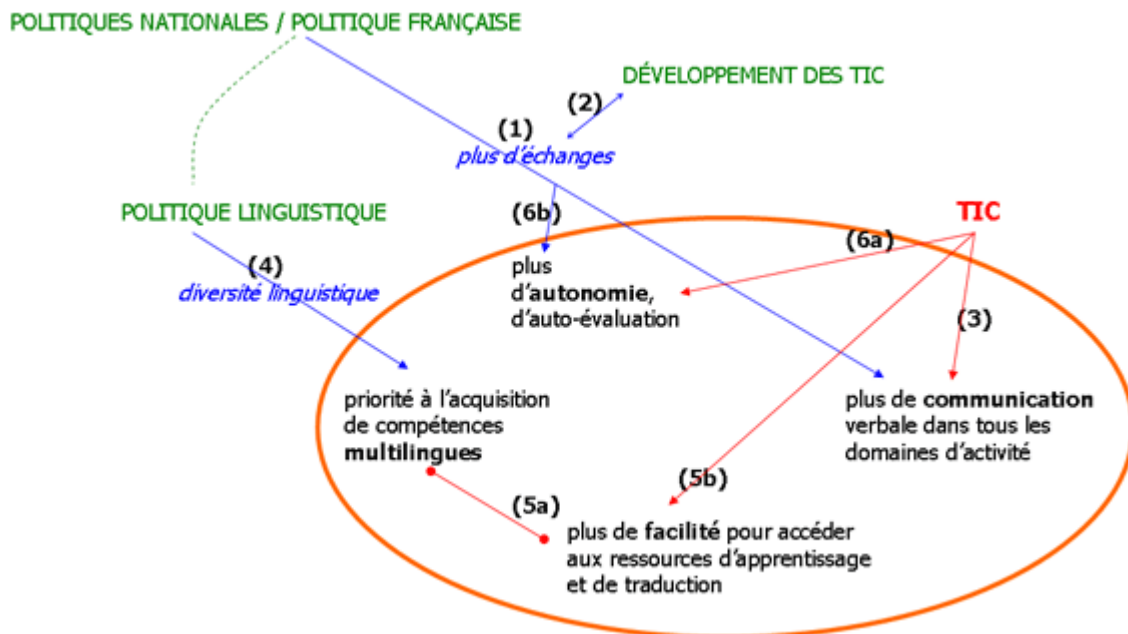 POLITIQUES NATIONALES / POLITIQUE FRANÇAISE
DÉVELOPPEMENT DES TIC
(2)
(1)
plus d'échanges
POLITIQUE LINGUISTIQUE
(6b)
TIC
(6a)
(4)
diversité linguistique
plus
d'autonomie,
d'auto-évaluation
(3)
priorité à l'acquisition
de compétences
multilingues
plus de communication
verbale dans tous les
domaines d'activité
(5b)
(5a)
plus de facilité pour accéder
aux ressources d'apprentissage
et de traduction